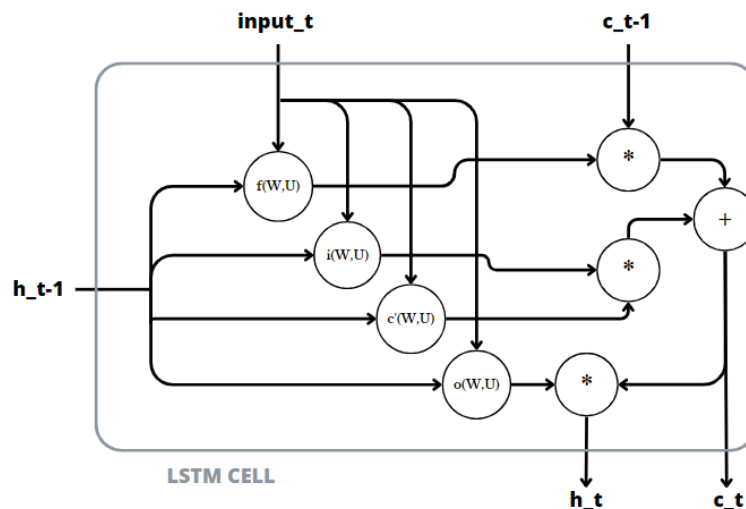 input_t
c_t-1
f(W,U)
*
+
i(W,U)
*
h_t-1
c'(W,U)
o(W,U)
*
LSTM CELL
h_t
c_t